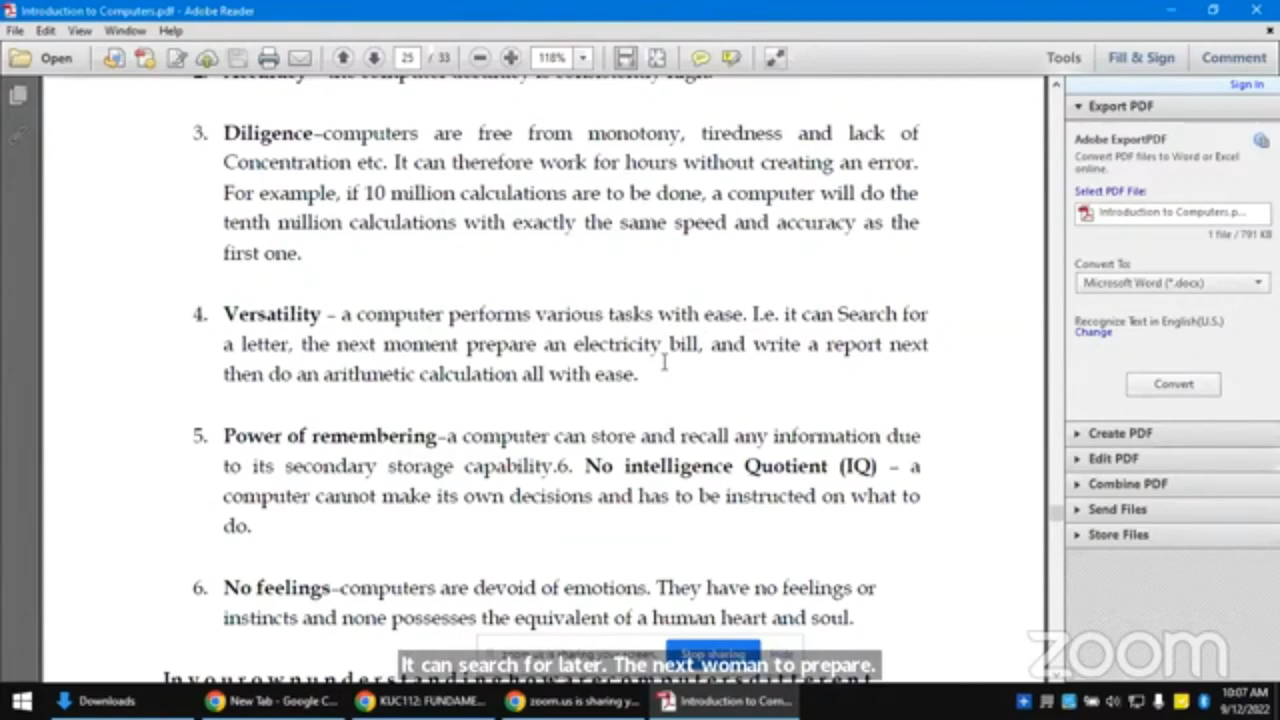 Introduction to Computers.pdf - Adobe Reader
File Edit View Window Help
Open 25 / 33 118% Tools Fill & Sign Comment
Sign In
Export PDF
Adobe ExportPDF
Convert PDF files to Word or Excel
online.
Select PDF File:
Introduction to Computers.p...
1 file / 791 KB
Convert To:
Microsoft Word (*.docx)
Recognize Text in English(U.S.)
Change
Convert
Create PDF
Edit PDF
Combine PDF
Send Files
Store Files
3. Diligence–computers are free from monotony, tiredness and lack of
Concentration etc. It can therefore work for hours without creating an error.
For example, if 10 million calculations are to be done, a computer will do the
tenth million calculations with exactly the same speed and accuracy as the
first one.
4. Versatility – a computer performs various tasks with ease. I.e. it can Search for
a letter, the next moment prepare an electricity bill, and write a report next
then do an arithmetic calculation all with ease.
5. Power of remembering–a computer can store and recall any information due
to its secondary storage capability.6. No intelligence Quotient (IQ) – a
computer cannot make its own decisions and has to be instructed on what to
do.
6. No feelings–computers are devoid of emotions. They have no feelings or
instincts and none possesses the equivalent of a human heart and soul.
zoom.us is sharing your screen. Stop sharing Hide
It can search for later. The next woman to prepare.
zoom
Downloads New Tab - Google C... KUC112: FUNDAME... zoom.us is sharing y... Introduction to Com... 10:07 AM
9/12/2022